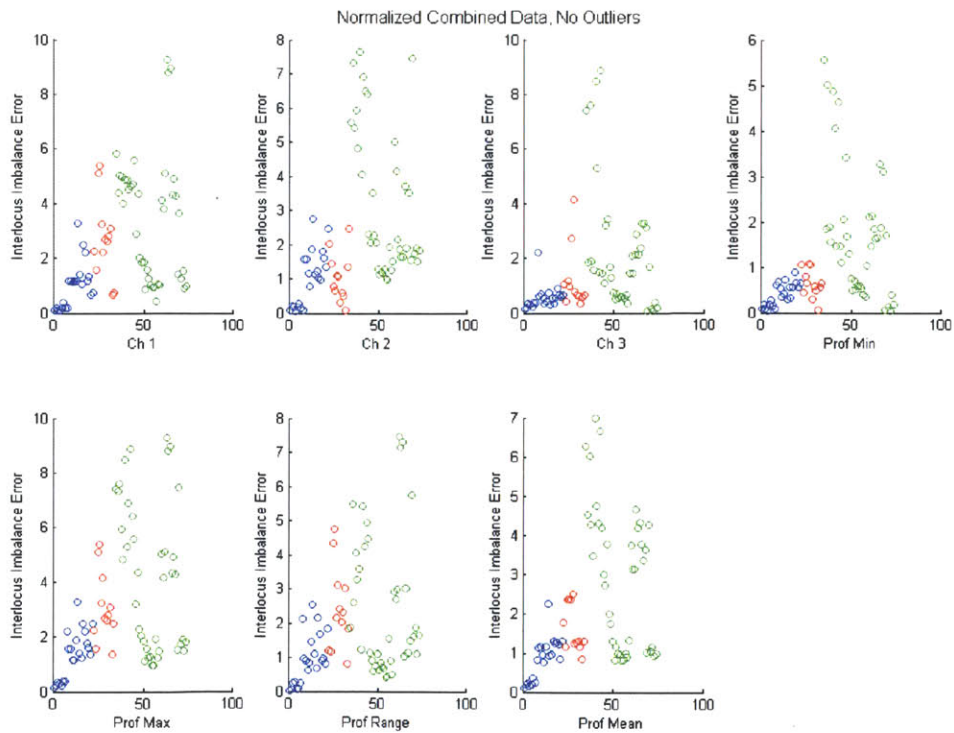 Normalized Combined Data, No Outliers
10
8
6
4
2
0
0 50 100
Interlocus Imbalance Error
Ch 1
8
7
6
5
4
3
2
1
0
0 50 100
Interlocus Imbalance Error
Ch 2
10
8
6
4
2
0
0 50 100
Interlocus Imbalance Error
Ch 3
6
5
4
3
2
1
0
0 50 100
Interlocus Imbalance Error
Prof Min
10
8
6
4
2
0
0 50 100
Interlocus Imbalance Error
Prof Max
8
7
6
5
4
3
2
1
0
0 50 100
Interlocus Imbalance Error
Prof Range
7
6
5
4
3
2
1
0
0 50 100
Interlocus Imbalance Error
Prof Mean